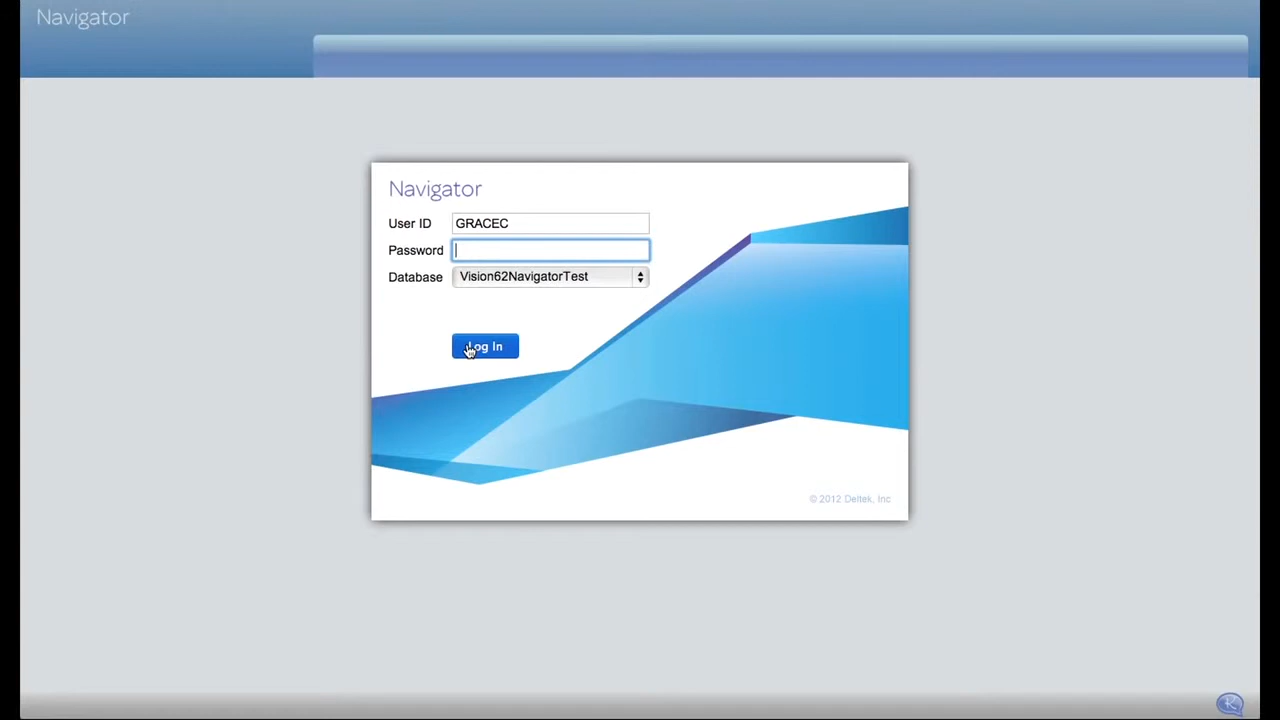 Navigator
Navigator
User ID GRACEC
Password
Database Vision62NavigatorTest
Log In
© 2012 Deltek, Inc
K